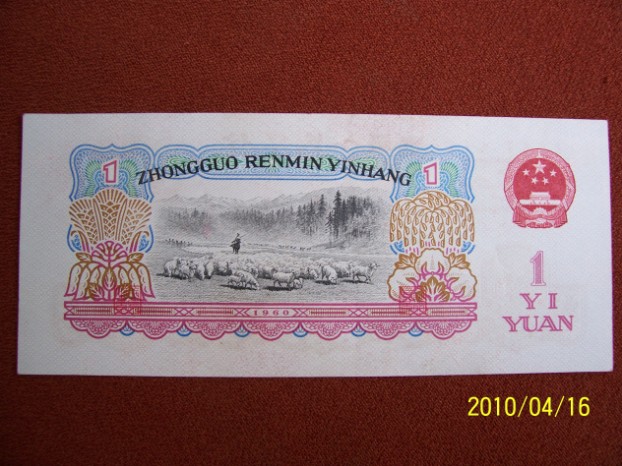 1
ZHONGGUO RENMIN YINHANG
1
1960
1
YI
YUAN
2010/04/16